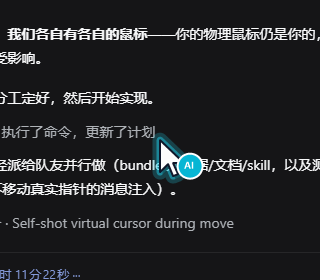 我们各自有各自的鼠标——你的物理鼠标仍是你的，
受影响。
分工定好，然后开始实现。
执行了命令，更新了计划
AI
派给队友并行做（bundle 居/文档/skill，以及
移动真实指针的消息注入）。
· Self-shot virtual cursor during move
时 11分22秒 ...